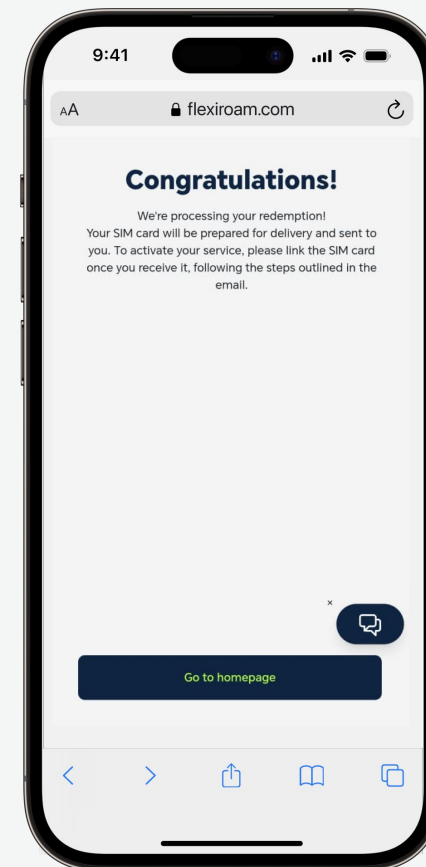 9:41
AA flexiroam.com
Congratulations!
We're processing your redemption!
Your SIM card will be prepared for delivery and sent to
you. To activate your service, please link the SIM card
once you receive it, following the steps outlined in the
email.
×
Go to homepage